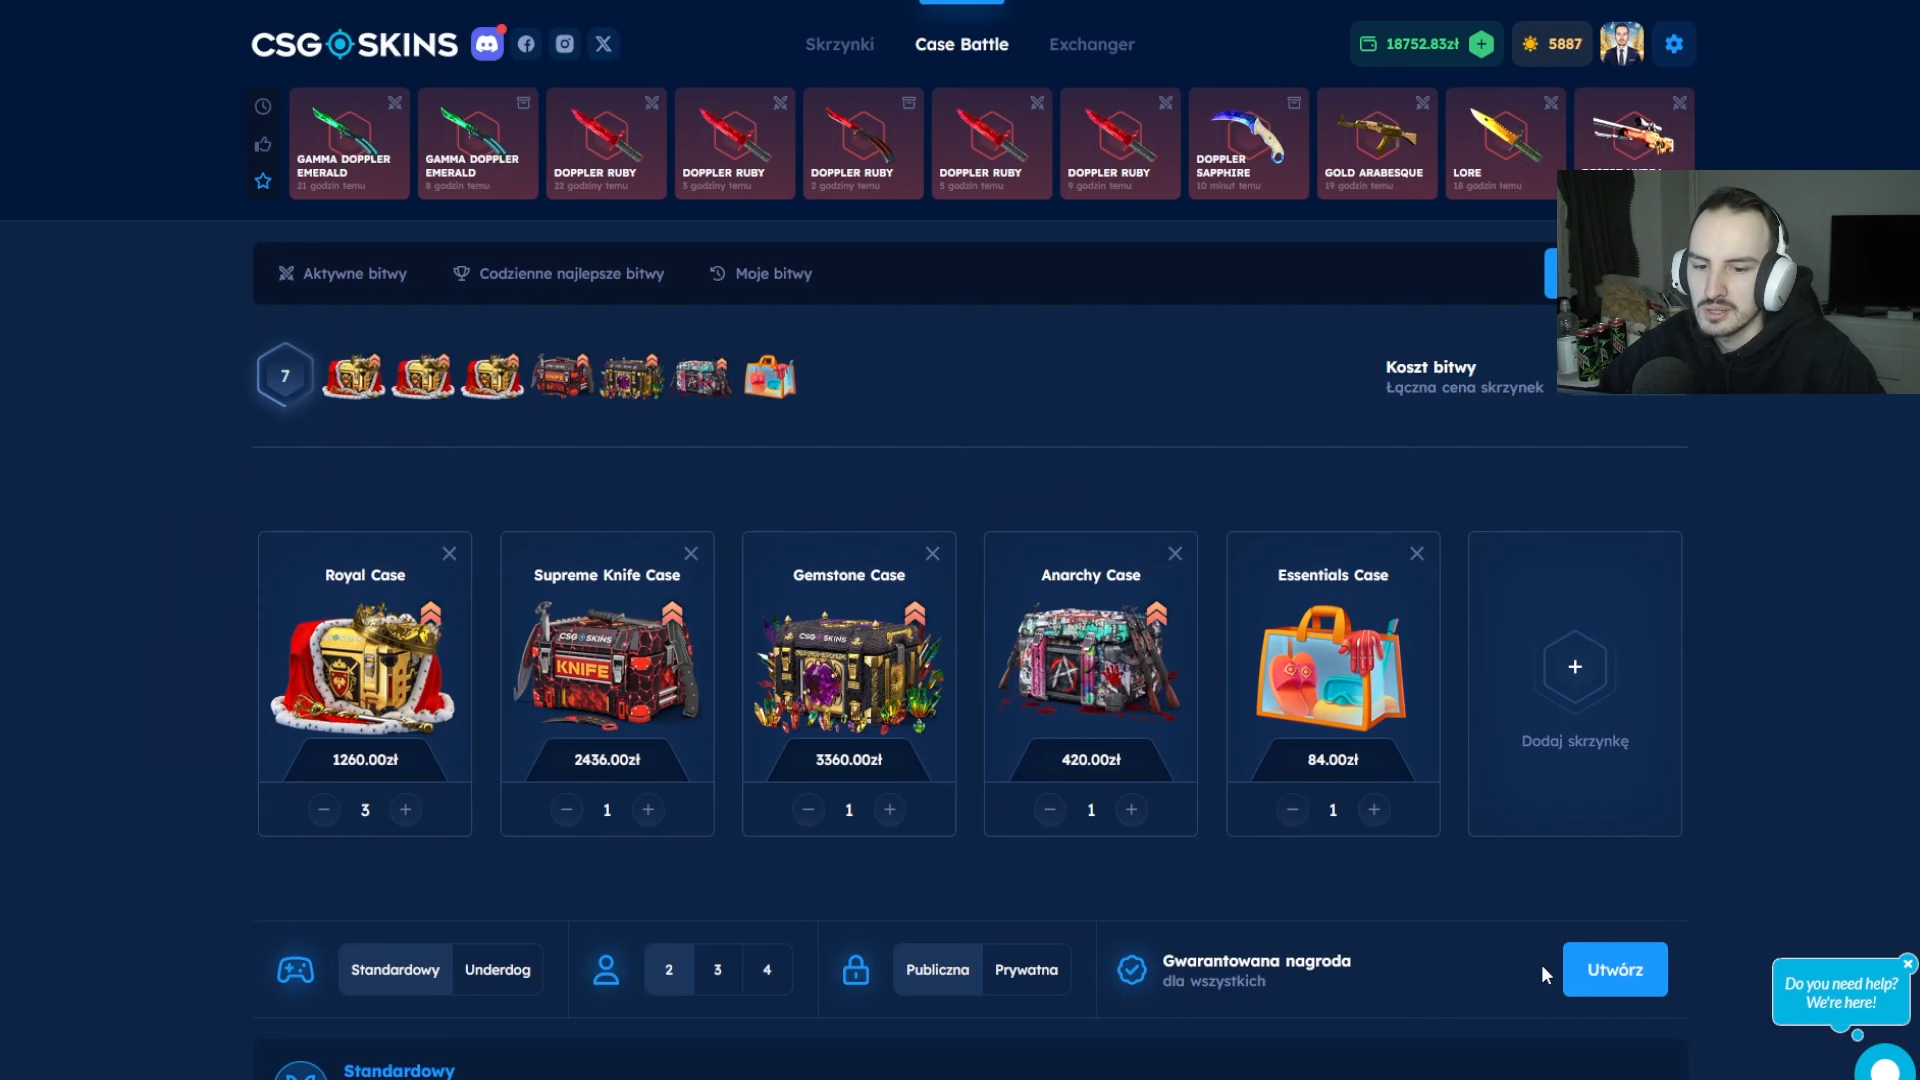 CSG SKINS
Skrzynki
Case Battle
Exchanger
18752.83zł
5887
GAMMA DOPPLER
EMERALD
21 godzin temu
GAMMA DOPPLER
EMERALD
8 godzin temu
DOPPLER RUBY
22 godziny temu
DOPPLER RUBY
3 godziny temu
DOPPLER RUBY
2 godziny temu
DOPPLER RUBY
5 godzin temu
DOPPLER RUBY
9 godzin temu
DOPPLER
SAPPHIRE
10 minut temu
GOLD ARABESQUE
19 godzin temu
LORE
18 godzin temu
Aktywne bitwy
Codzienne najlepsze bitwy
Moje bitwy
7
Koszt bitwy
Łączna cena skrzynek
Royal Case
1260.00zł
3
Supreme Knife Case
CSG SKINS
KNIFE
2436.00zł
1
Gemstone Case
CSG SKINS
3360.00zł
1
Anarchy Case
420.00zł
1
Essentials Case
84.00zł
1
Dodaj skrzynkę
Standardowy
Underdog
2
3
4
Publiczna
Prywatna
Gwarantowana nagroda
dla wszystkich
Utwórz
Do you need help?
We're here!
Standardowy